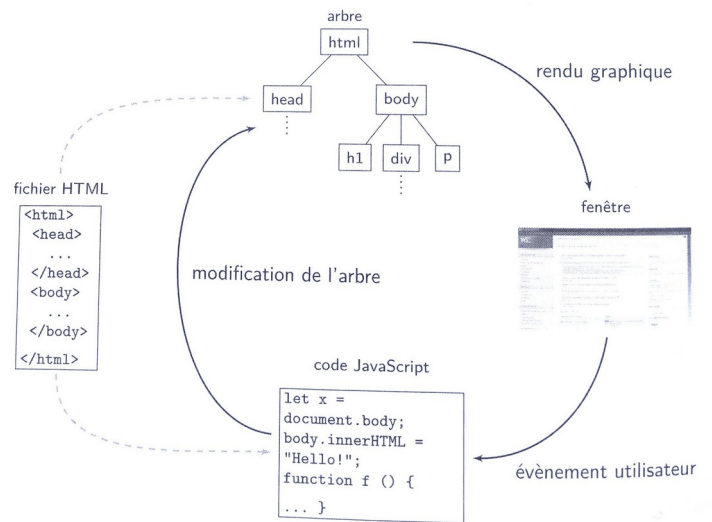 arbre
html
head
body
h1
div
p
rendu graphique
fichier HTML
<html>
<head>
...
</head>
<body>
...
</body>
</html>
fenêtre
modification de l'arbre
code JavaScript
let x =
document.body;
body.innerHTML =
"Hello!";
function f () {
... }
évènement utilisateur